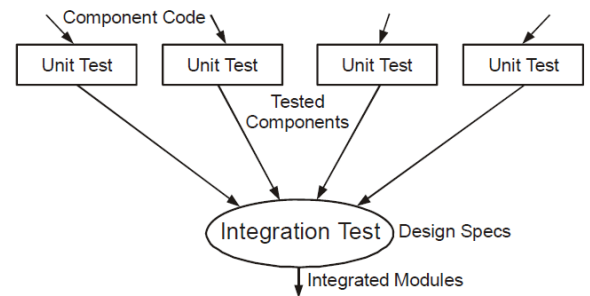 Component Code
Unit Test
Unit Test
Unit Test
Unit Test
Tested
Components
Integration Test
Design Specs
Integrated Modules